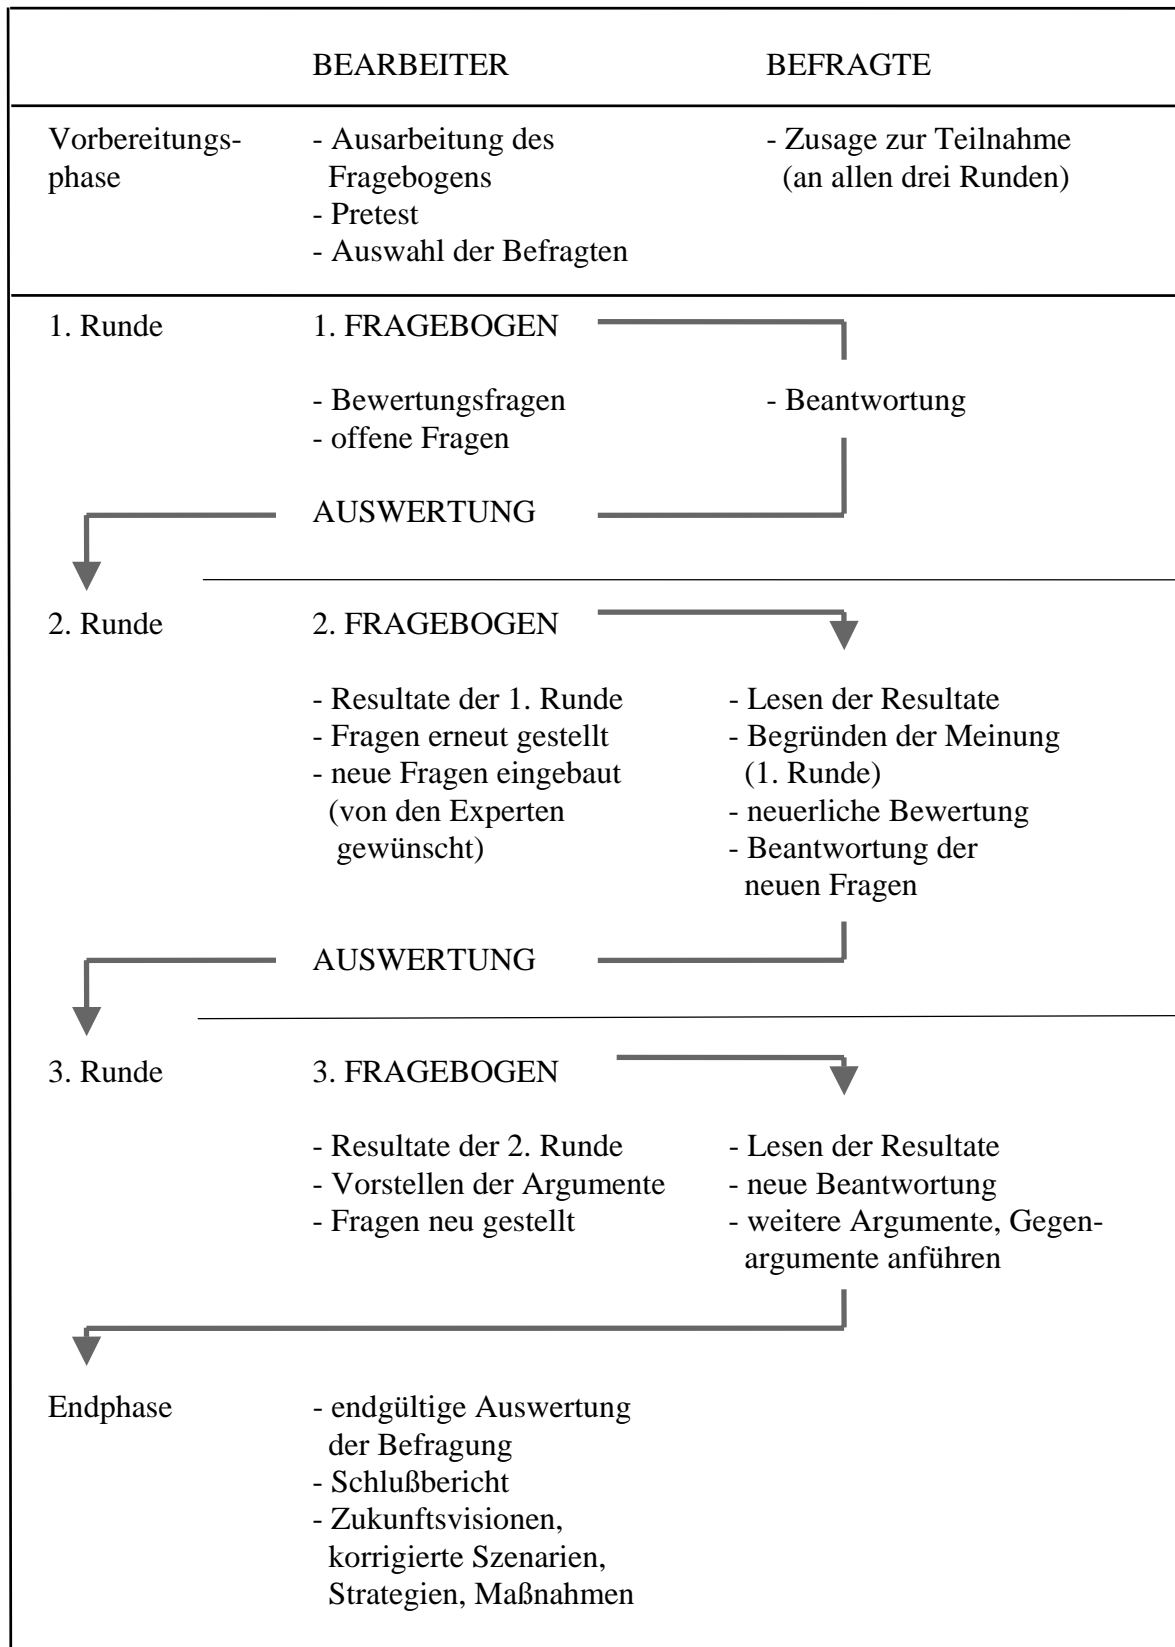 BEARBEITER BEFRAGTE
Vorbereitungs- - Ausarbeitung des - Zusage zur Teilnahme
phase Fragebogens (an allen drei Runden)
- Pretest
- Auswahl der Befragten
1. Runde 1. FRAGEBOGEN
- Bewertungsfragen - Beantwortung
- offene Fragen
AUSWERTUNG
2. Runde 2. FRAGEBOGEN
- Resultate der 1. Runde - Lesen der Resultate
- Fragen erneut gestellt - Begründen der Meinung
- neue Fragen eingebaut (1. Runde)
(von den Experten - neuerliche Bewertung
gewünscht) - Beantwortung der
neuen Fragen
AUSWERTUNG
3. Runde 3. FRAGEBOGEN
- Resultate der 2. Runde - Lesen der Resultate
- Vorstellen der Argumente - neue Beantwortung
- Fragen neu gestellt - weitere Argumente, Gegen-
argumente anführen
Endphase - endgültige Auswertung
der Befragung
- Schlußbericht
- Zukunftsvisionen,
korrigierte Szenarien,
Strategien, Maßnahmen